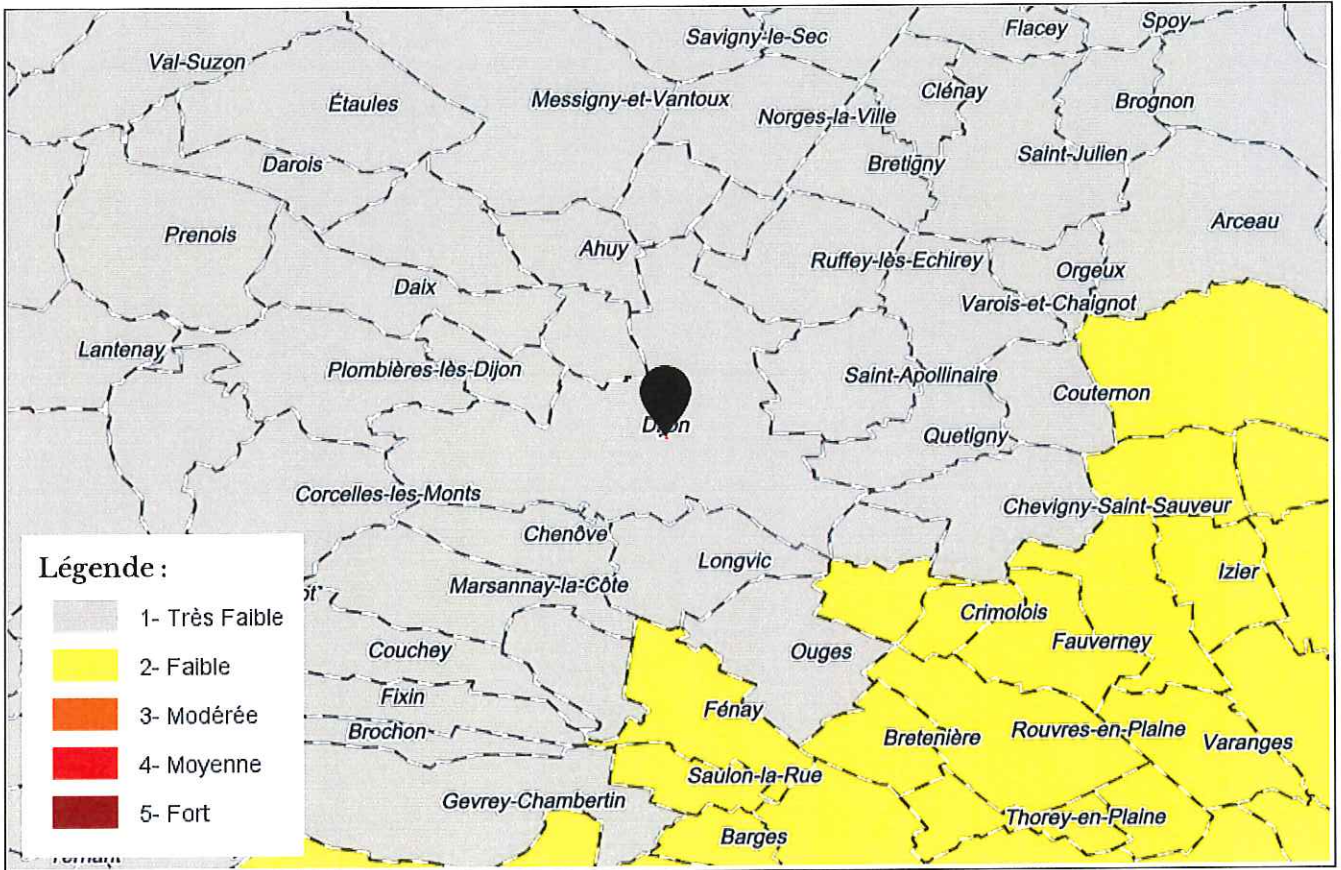 Flacey
Spoy
Savigny-le-Sec
Val-Suzon
Étaules
Messigny-et-Vantoux
Clénay
Brognon
Norges-la-Ville
Darois
Bretigny
Saint-Julien
Prenois
Ahuy
Arceau
Ruffey-lès-Echirey
Orgeux
Daix
Varois-et-Chaignot
Lantenay
Plombières-lès-Dijon
Saint-Apollinaire
Couternon
Quetigny
Corcelles-les-Monts
Chevigny-Saint-Sauveur
Chenôve
Longvic
Izier
Marsannay-la-Côte
Crimolois
Fauverney
Couchey
Ouges
Fixin
Fénay
Brochon
Bretenière
Rouvres-en-Plaine
Varanges
Saulon-la-Rue
Gevrey-Chambertin
Barges
Thorey-en-Plaine
Légende :
1- Très Faible
2- Faible
3- Modérée
4- Moyenne
5- Fort